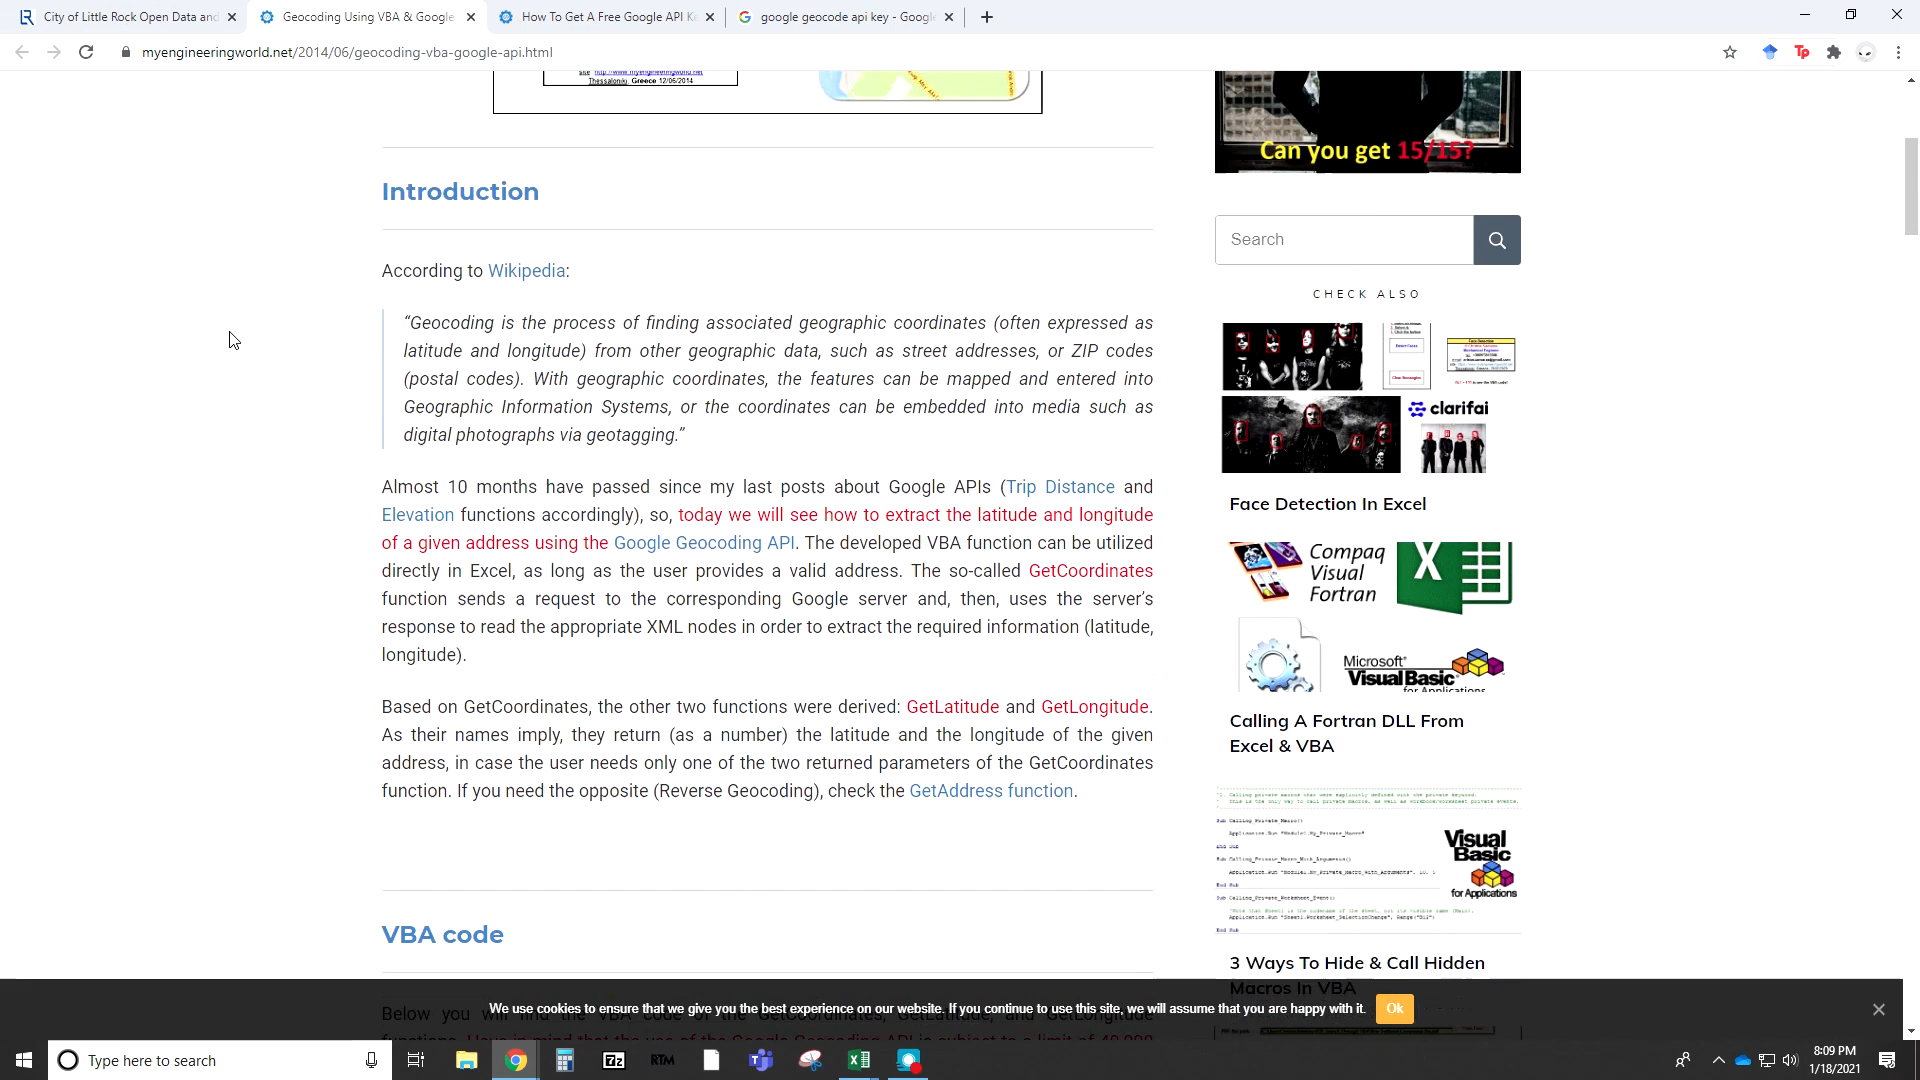 City of Little Rock Open Data and
Geocoding Using VBA & Google
How To Get A Free Google API K
google geocode api key - Google
myengineeringworld.net/2014/06/geocoding-vba-google-api.html
site http://www.myengineeringworld.net
Thessaloniki, Greece 12/06/2014
Can you get 15/15?
Introduction
According to Wikipedia:
“Geocoding is the process of finding associated geographic coordinates (often expressed as
latitude and longitude) from other geographic data, such as street addresses, or ZIP codes
(postal codes). With geographic coordinates, the features can be mapped and entered into
Geographic Information Systems, or the coordinates can be embedded into media such as
digital photographs via geotagging.”
Almost 10 months have passed since my last posts about Google APIs (Trip Distance and
Elevation functions accordingly), so, today we will see how to extract the latitude and longitude
of a given address using the Google Geocoding API. The developed VBA function can be utilized
directly in Excel, as long as the user provides a valid address. The so-called GetCoordinates
function sends a request to the corresponding Google server and, then, uses the server’s
response to read the appropriate XML nodes in order to extract the required information (latitude,
longitude).
Based on GetCoordinates, the other two functions were derived: GetLatitude and GetLongitude.
As their names imply, they return (as a number) the latitude and the longitude of the given
address, in case the user needs only one of the two returned parameters of the GetCoordinates
function. If you need the opposite (Reverse Geocoding), check the GetAddress function.
VBA code
Search
CHECK ALSO
clarifai
Face Detection In Excel
Compaq
Visual
Fortran
Microsoft
Visual Basic
for Applications
Calling A Fortran DLL From
Excel & VBA
Visual
Basic
for Applications
3 Ways To Hide & Call Hidden
Macros In VBA
We use cookies to ensure that we give you the best experience on our website. If you continue to use this site, we will assume that you are happy with it.
Ok
Type here to search
7z
RTM
8:09 PM
1/18/2021